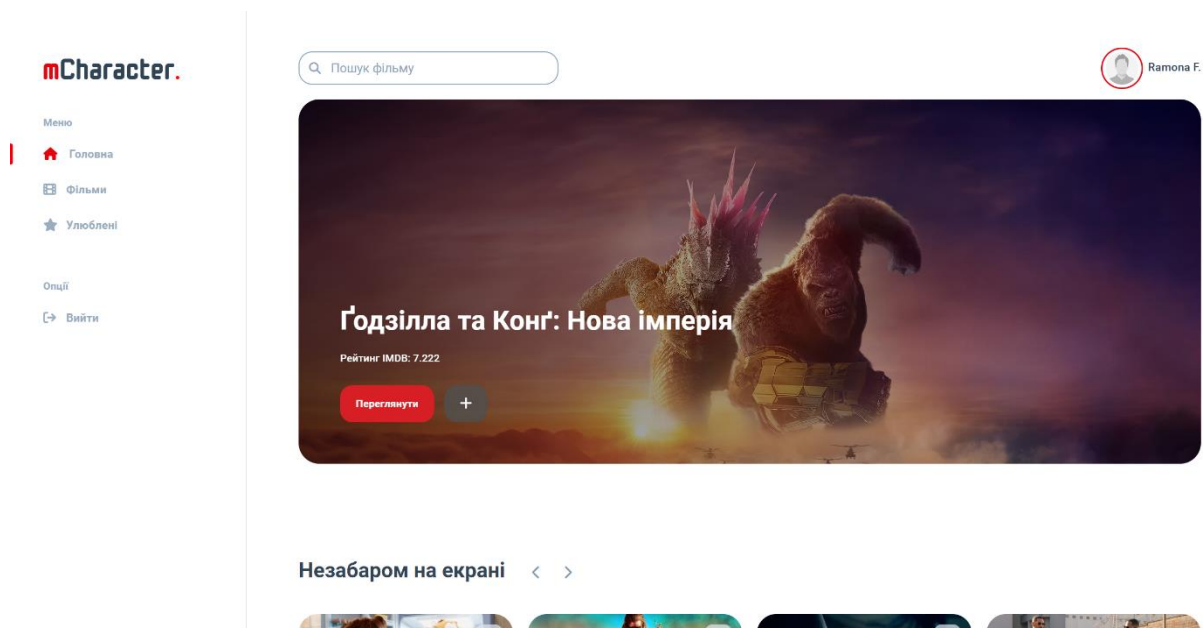 mCharacter.
Меню
Головна
Фільми
Улюблені
Опції
Вийти
Пошук фільму
Ramona F.
Ґодзілла та Конґ: Нова імперія
Рейтинг IMDB: 7.222
Переглянути
+
Незабаром на екрані < >